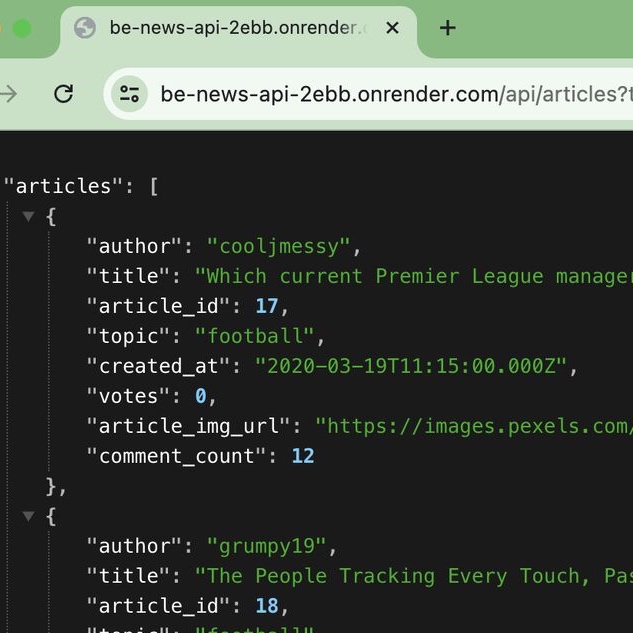 be-news-api-2ebb.onrender.
be-news-api-2ebb.onrender.com/api/articles?t
"articles": [
{
"author": "cooljmessy",
"title": "Which current Premier League manager
"article_id": 17,
"topic": "football",
"created_at": "2020-03-19T11:15:00.000Z",
"votes": 0,
"article_img_url": "https://images.pexels.com/
"comment_count": 12
},
{
"author": "grumpy19",
"title": "The People Tracking Every Touch, Pas
"article_id": 18,
"topic": "football"